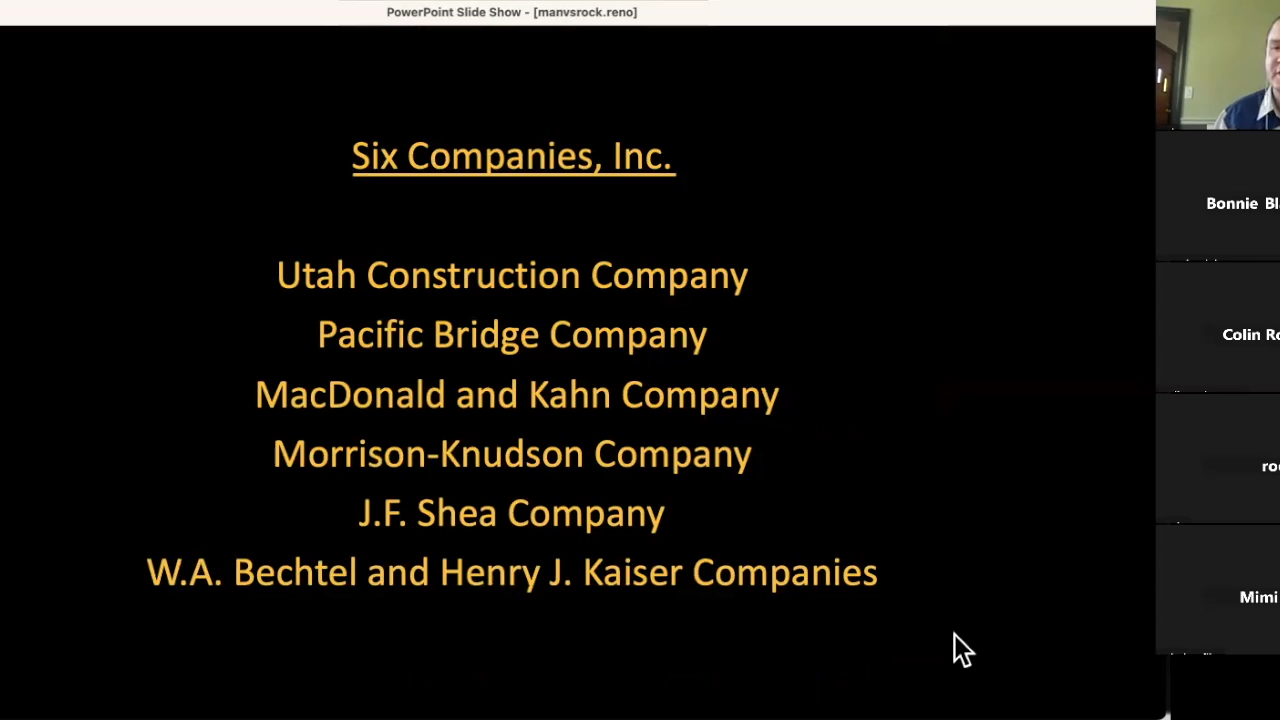 PowerPoint Slide Show - [manvsrock.reno]
Six Companies, Inc.
Utah Construction Company
Pacific Bridge Company
MacDonald and Kahn Company
Morrison-Knudson Company
J.F. Shea Company
W.A. Bechtel and Henry J. Kaiser Companies
Bonnie
Colin
Mimi